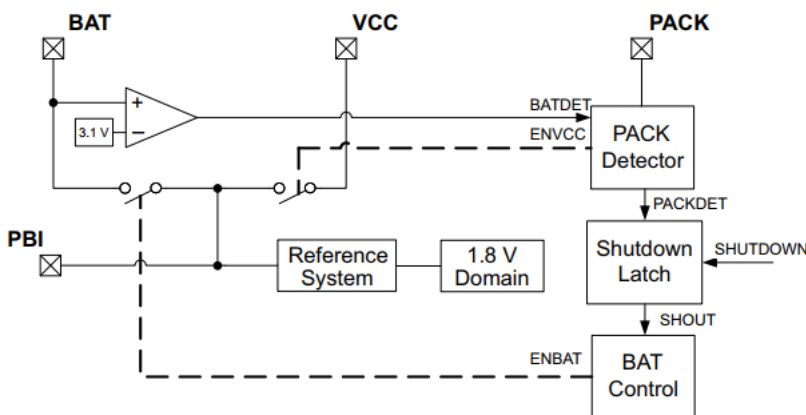 BAT
VCC
PACK
+
3.1 V
−
BATDET
ENVCC
PACK
Detector
PACKDET
PBI
Reference
System
1.8 V
Domain
Shutdown
Latch
SHUTDOWN
SHOUT
ENBAT
BAT
Control